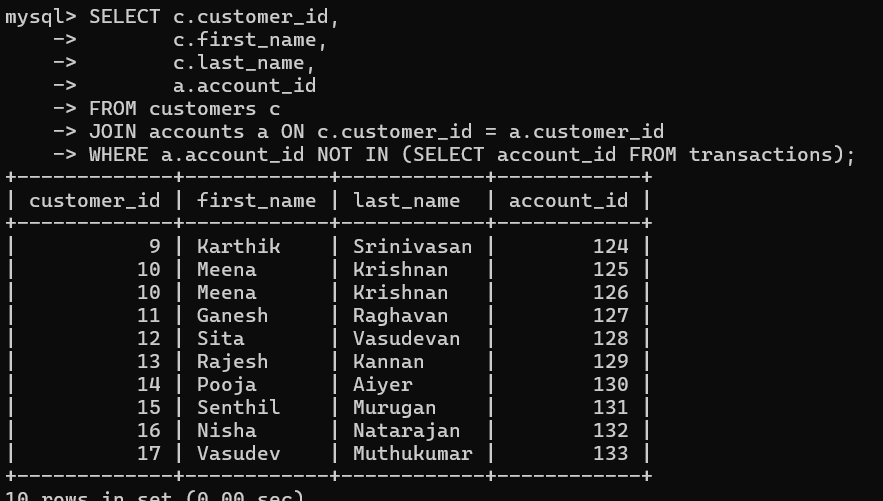 mysql> SELECT c.customer_id,
    ->        c.first_name,
    ->        c.last_name,
    ->        a.account_id
    -> FROM customers c
    -> JOIN accounts a ON c.customer_id = a.customer_id
    -> WHERE a.account_id NOT IN (SELECT account_id FROM transactions);
+-------------+------------+------------+------------+
| customer_id | first_name | last_name  | account_id |
+-------------+------------+------------+------------+
|           9 | Karthik    | Srinivasan |        124 |
|          10 | Meena      | Krishnan   |        125 |
|          10 | Meena      | Krishnan   |        126 |
|          11 | Ganesh     | Raghavan   |        127 |
|          12 | Sita       | Vasudevan  |        128 |
|          13 | Rajesh     | Kannan     |        129 |
|          14 | Pooja      | Aiyer      |        130 |
|          15 | Senthil    | Murugan    |        131 |
|          16 | Nisha      | Natarajan  |        132 |
|          17 | Vasudev    | Muthukumar |        133 |
+-------------+------------+------------+------------+
10 rows in set (0.00 sec)